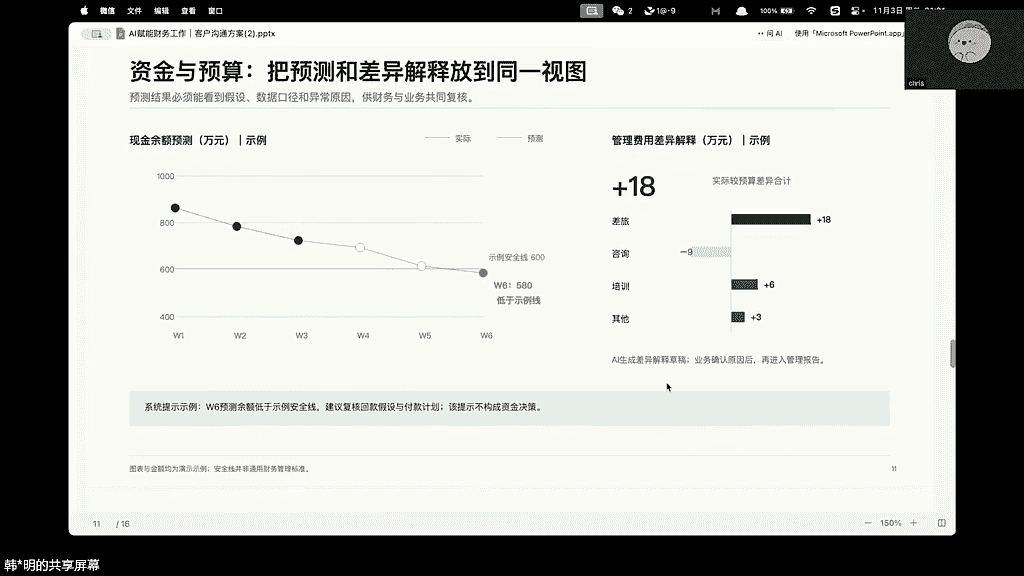 微信 文件 编辑 查看 窗口
2 1@·9 100% 11月3日
AI赋能财务工作｜客户沟通方案(2).pptx
问 AI 使用「Microsoft PowerPoint.app」
chris
资金与预算：把预测和差异解释放到同一视图
预测结果必须能看到假设、数据口径和异常原因，供财务与业务共同复核。
现金余额预测（万元）｜示例
实际 预测
1000
800
600
400
示例安全线 600
W6：580
低于示例线
W1 W2 W3 W4 W5 W6
管理费用差异解释（万元）｜示例
+18 实际较预算差异合计
差旅 +18
咨询 −9
培训 +6
其他 +3
AI生成差异解释草稿；业务确认原因后，再进入管理报告。
系统提示示例：W6预测余额低于示例安全线，建议复核回款假设与付款计划；该提示不构成资金决策。
图表与金额均为演示示例；安全线并非通用财务管理标准。 11
11 / 16 − 150% +
韩*明的共享屏幕